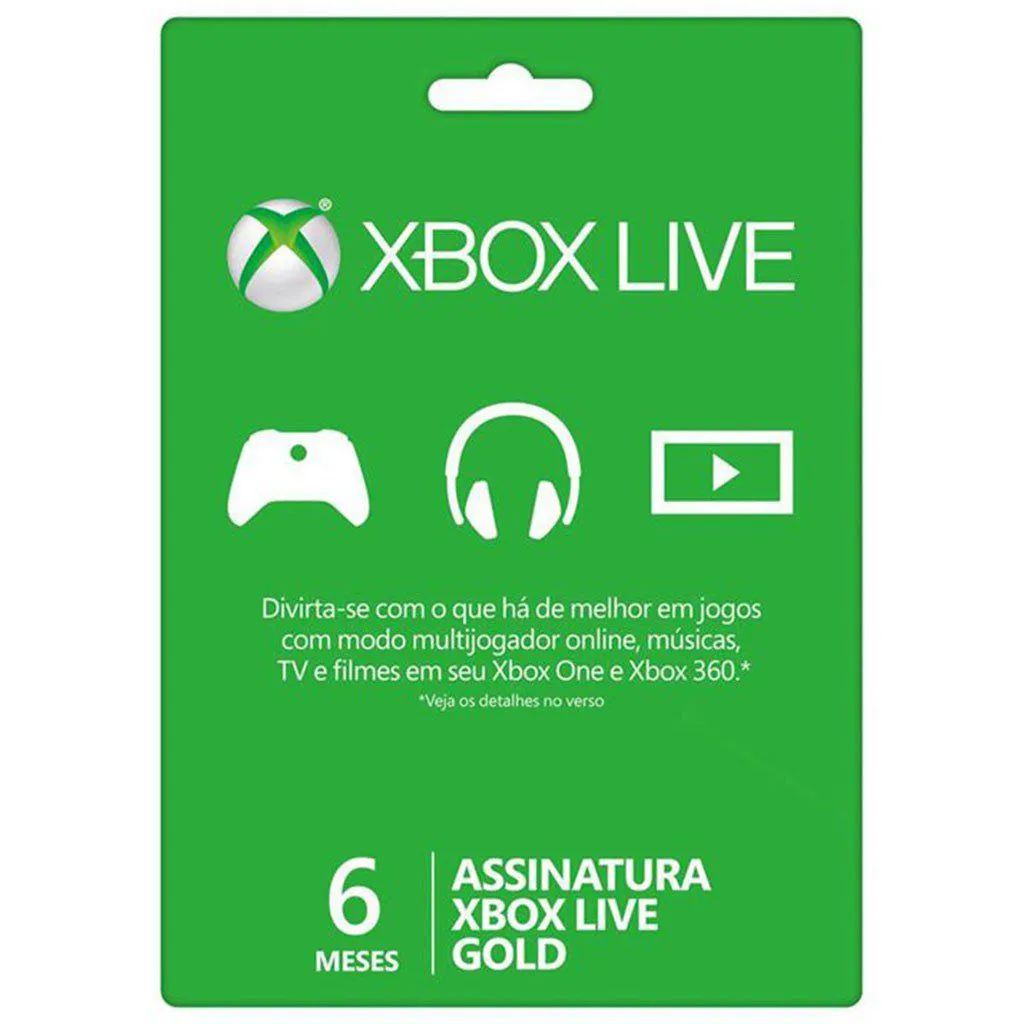 XBOX LIVE
®
Divirta-se com o que há de melhor em jogos
com modo multijogador online, músicas,
TV e filmes em seu Xbox One e Xbox 360.*
*Veja os detalhes no verso
6
MESES
ASSINATURA
XBOX LIVE
GOLD